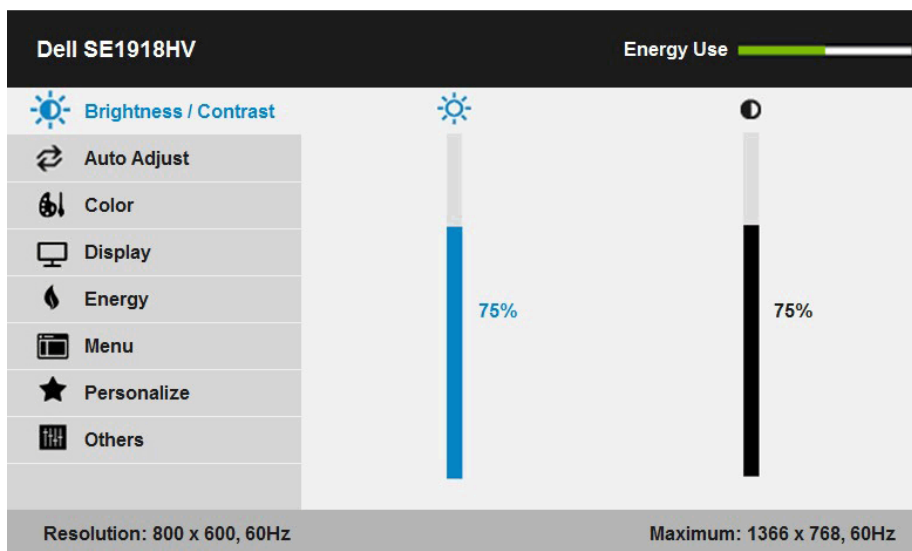 Dell SE1918HV
Energy Use
Brightness / Contrast
Auto Adjust
Color
Display
Energy
75%
75%
Menu
Personalize
Others
Resolution: 800 x 600, 60Hz
Maximum: 1366 x 768, 60Hz